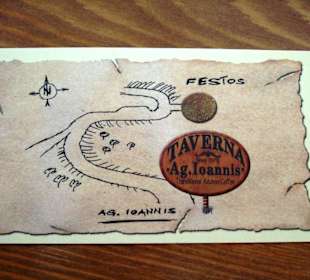 N
FESTOS
TAVERNA
Ag. Ioannis
AG. IOANNIS